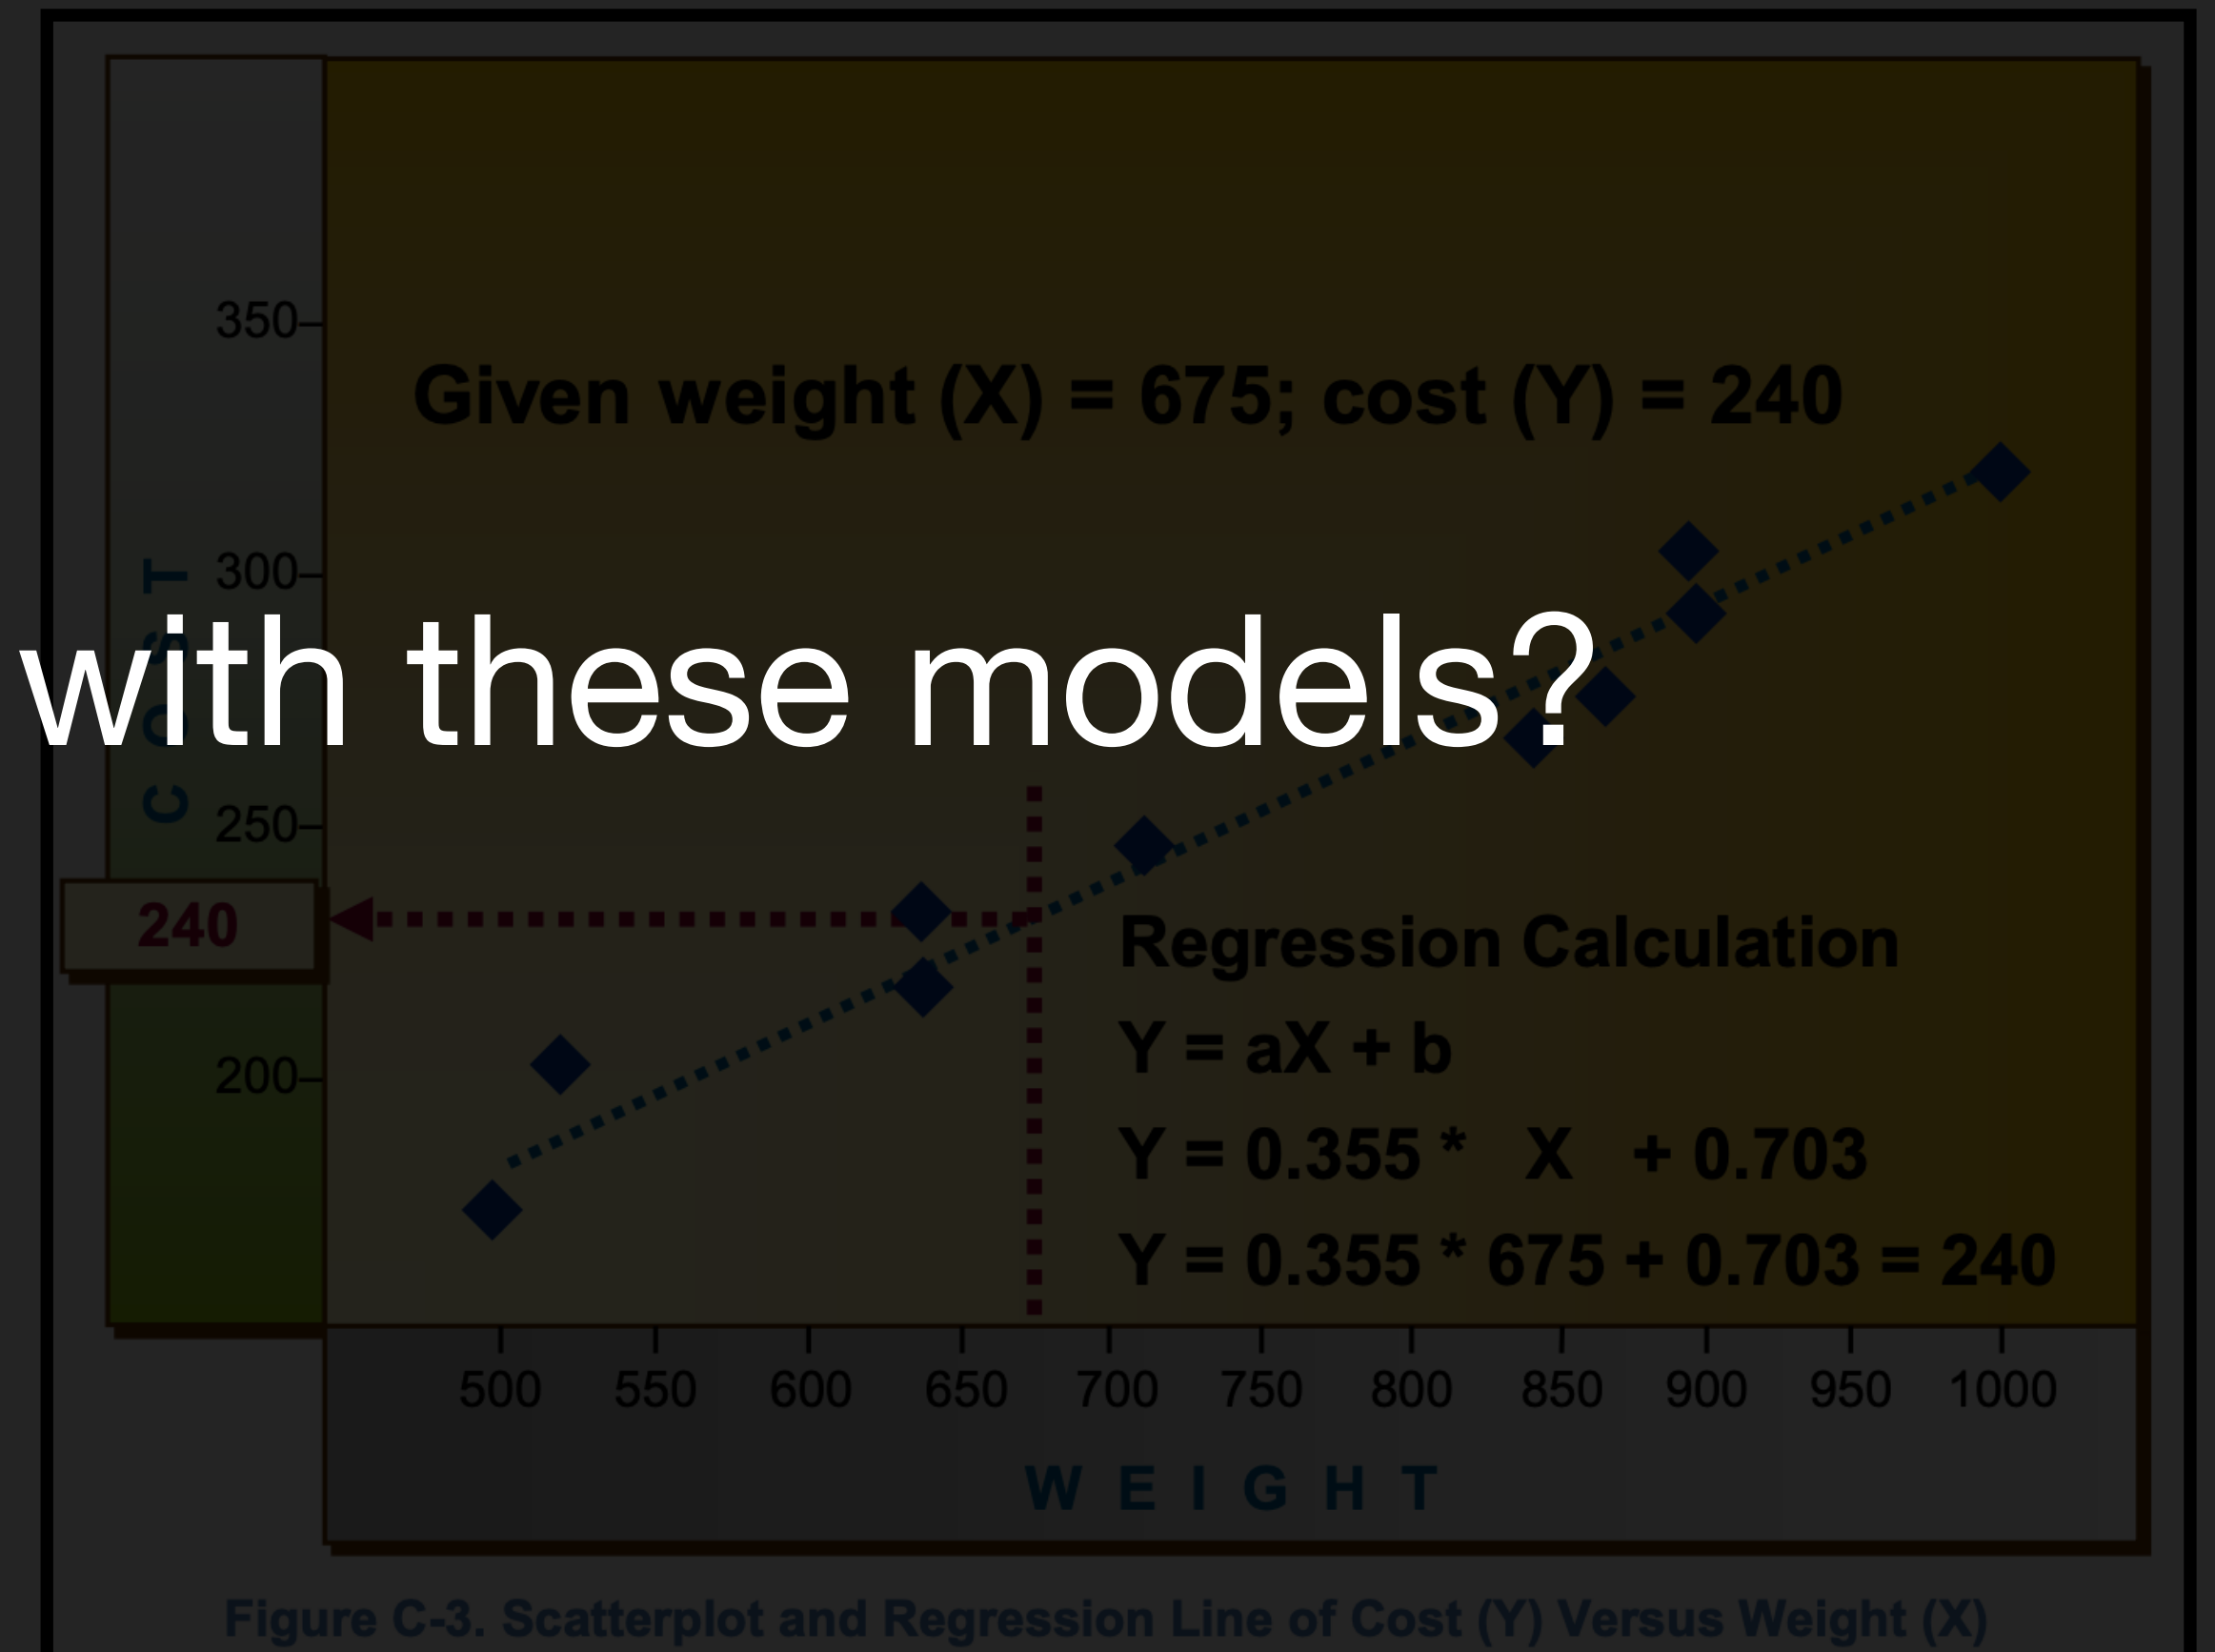 350
Given weight (X) = 675; cost (Y) = 240
300
COST
with these models?
250
240
Regression Calculation
Y = aX + b
200
Y = 0.355 * X + 0.703
Y = 0.355 * 675 + 0.703 = 240
500 550 600 650 700 750 800 850 900 950 1000
WEIGHT
Figure C-3. Scatterplot and Regression Line of Cost (Y) Versus Weight (X)